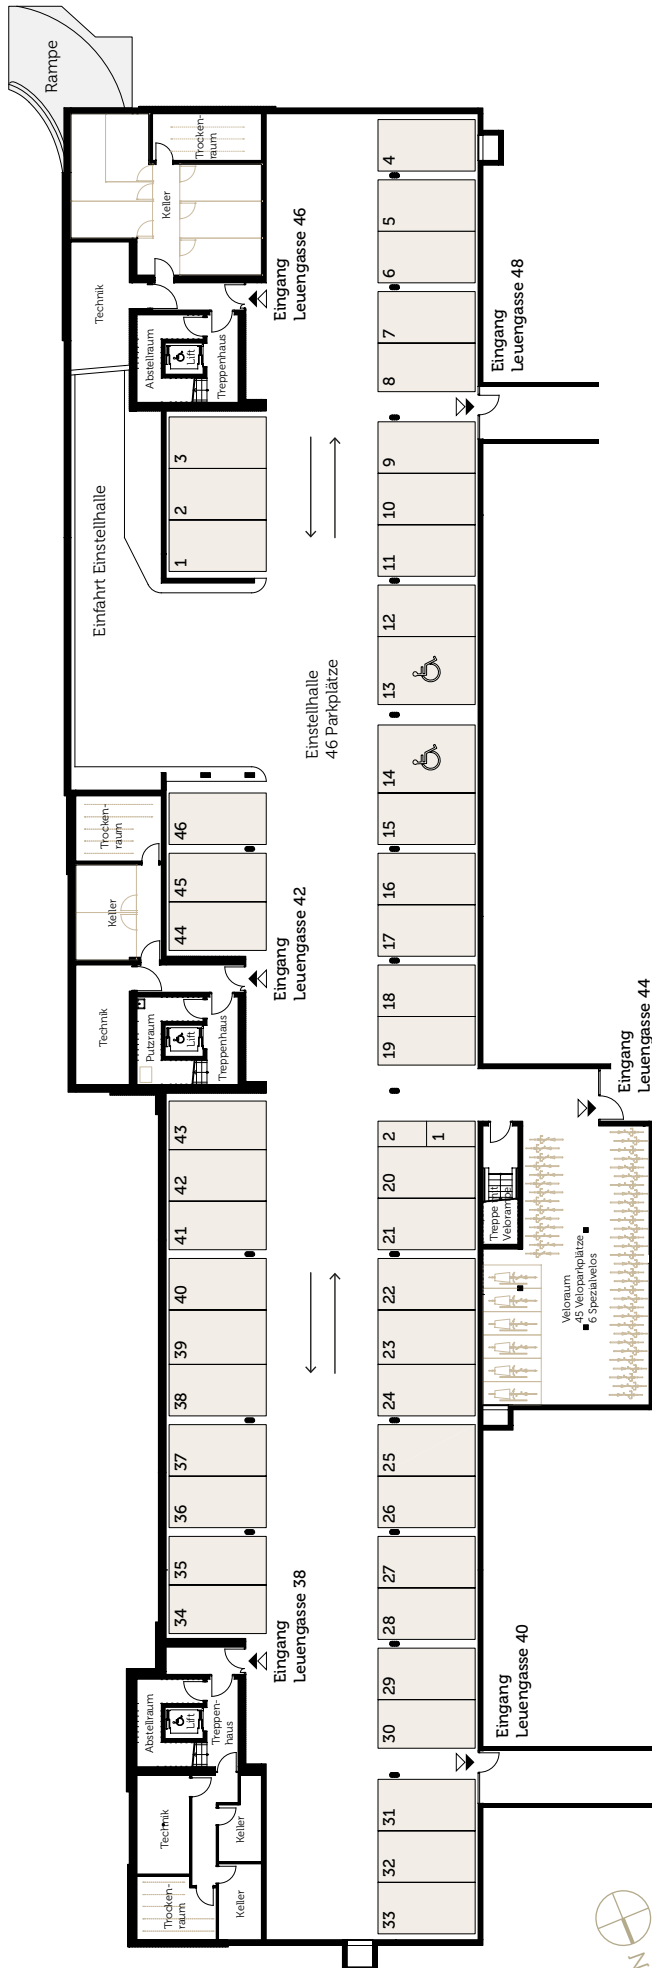 Rampe
Trocken-
raum
Keller
Technik
Abstellraum
Lift
Treppenhaus
Eingang
Leuengasse 46
4
5
6
7
8
Eingang
Leuengasse 48
3
2
1
Einfahrt Einstellhalle
9
10
11
12
13
Einstellhalle
46 Parkplätze
14
15
16
17
18
19
46
45
44
Trocken-
raum
Keller
Technik
Putzraum
Lift
Treppenhaus
Eingang
Leuengasse 42
Eingang
Leuengasse 44
43
42
41
40
39
38
37
36
35
34
2
1
20
21
22
23
24
25
26
27
28
29
30
31
32
33
Treppe mit
Velorampe
Veloraum
45 Veloparkplätze
6 Spezialvelos
Eingang
Leuengasse 38
Eingang
Leuengasse 40
Abstellraum
Lift
Treppen-
haus
Technik
Keller
Keller
Trocken-
raum
N